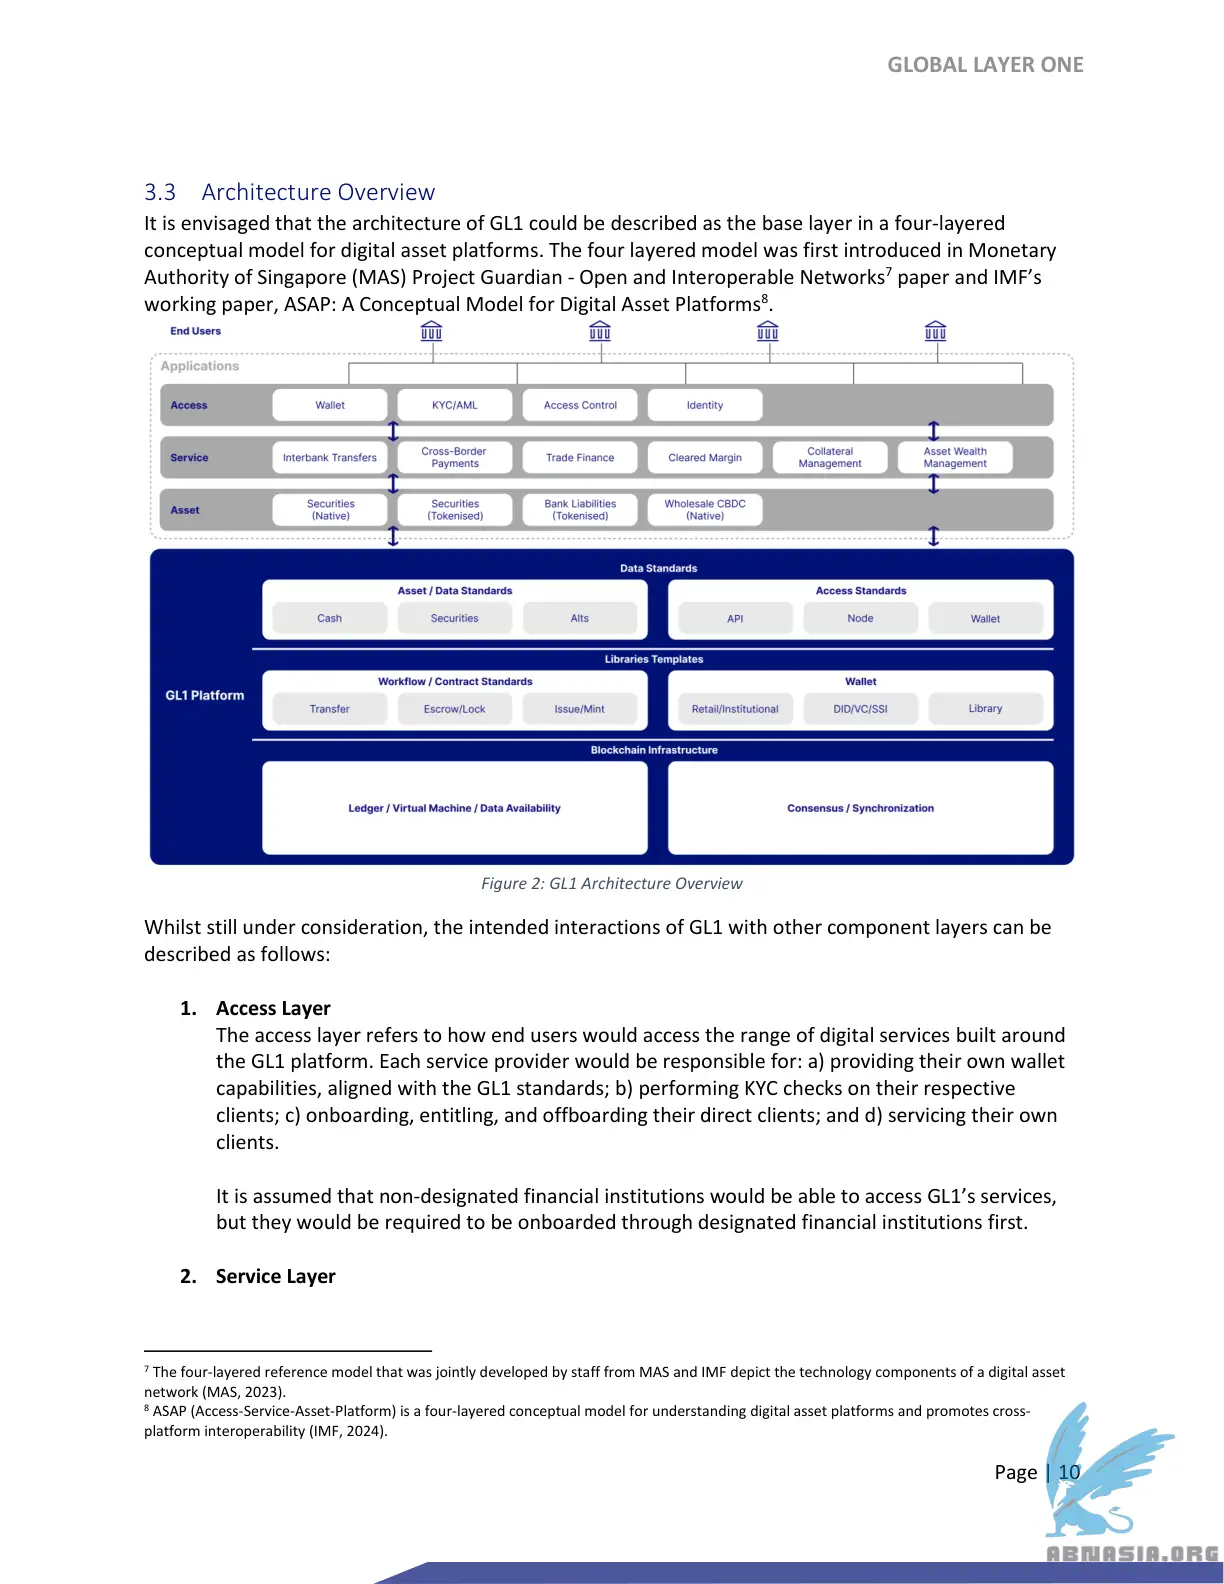 GLOBAL LAYER ONE
3.3 Architecture Overview
It is envisaged that the architecture of GL1 could be described as the base layer in a four-layered
conceptual model for digital asset platforms. The four layered model was first introduced in Monetary
Authority of Singapore (MAS) Project Guardian - Open and Interoperable Networks7 paper and IMF’s
working paper, ASAP: A Conceptual Model for Digital Asset Platforms8.
End Users
Applications
Access
Wallet
KYC/AML
Access Control
Identity
Service
Interbank Transfers
Cross-Border
Payments
Trade Finance
Cleared Margin
Collateral
Management
Asset Wealth
Management
Asset
Securities
(Native)
Securities
(Tokenised)
Bank Liabilities
(Tokenised)
Wholesale CBDC
(Native)
GL1 Platform
Data Standards
Asset / Data Standards
Cash
Securities
Alts
Access Standards
API
Node
Wallet
Libraries Templates
Workflow / Contract Standards
Transfer
Escrow/Lock
Issue/Mint
Wallet
Retail/Institutional
DID/VC/SSI
Library
Blockchain Infrastructure
Ledger / Virtual Machine / Data Availability
Consensus / Synchronization
Figure 2: GL1 Architecture Overview
Whilst still under consideration, the intended interactions of GL1 with other component layers can be
described as follows:
1. Access Layer
The access layer refers to how end users would access the range of digital services built around
the GL1 platform. Each service provider would be responsible for: a) providing their own wallet
capabilities, aligned with the GL1 standards; b) performing KYC checks on their respective
clients; c) onboarding, entitling, and offboarding their direct clients; and d) servicing their own
clients.
It is assumed that non-designated financial institutions would be able to access GL1’s services,
but they would be required to be onboarded through designated financial institutions first.
2. Service Layer
7 The four-layered reference model that was jointly developed by staff from MAS and IMF depict the technology components of a digital asset
network (MAS, 2023).
8 ASAP (Access-Service-Asset-Platform) is a four-layered conceptual model for understanding digital asset platforms and promotes cross-
platform interoperability (IMF, 2024).
Page | 10
ABNASIA.ORG